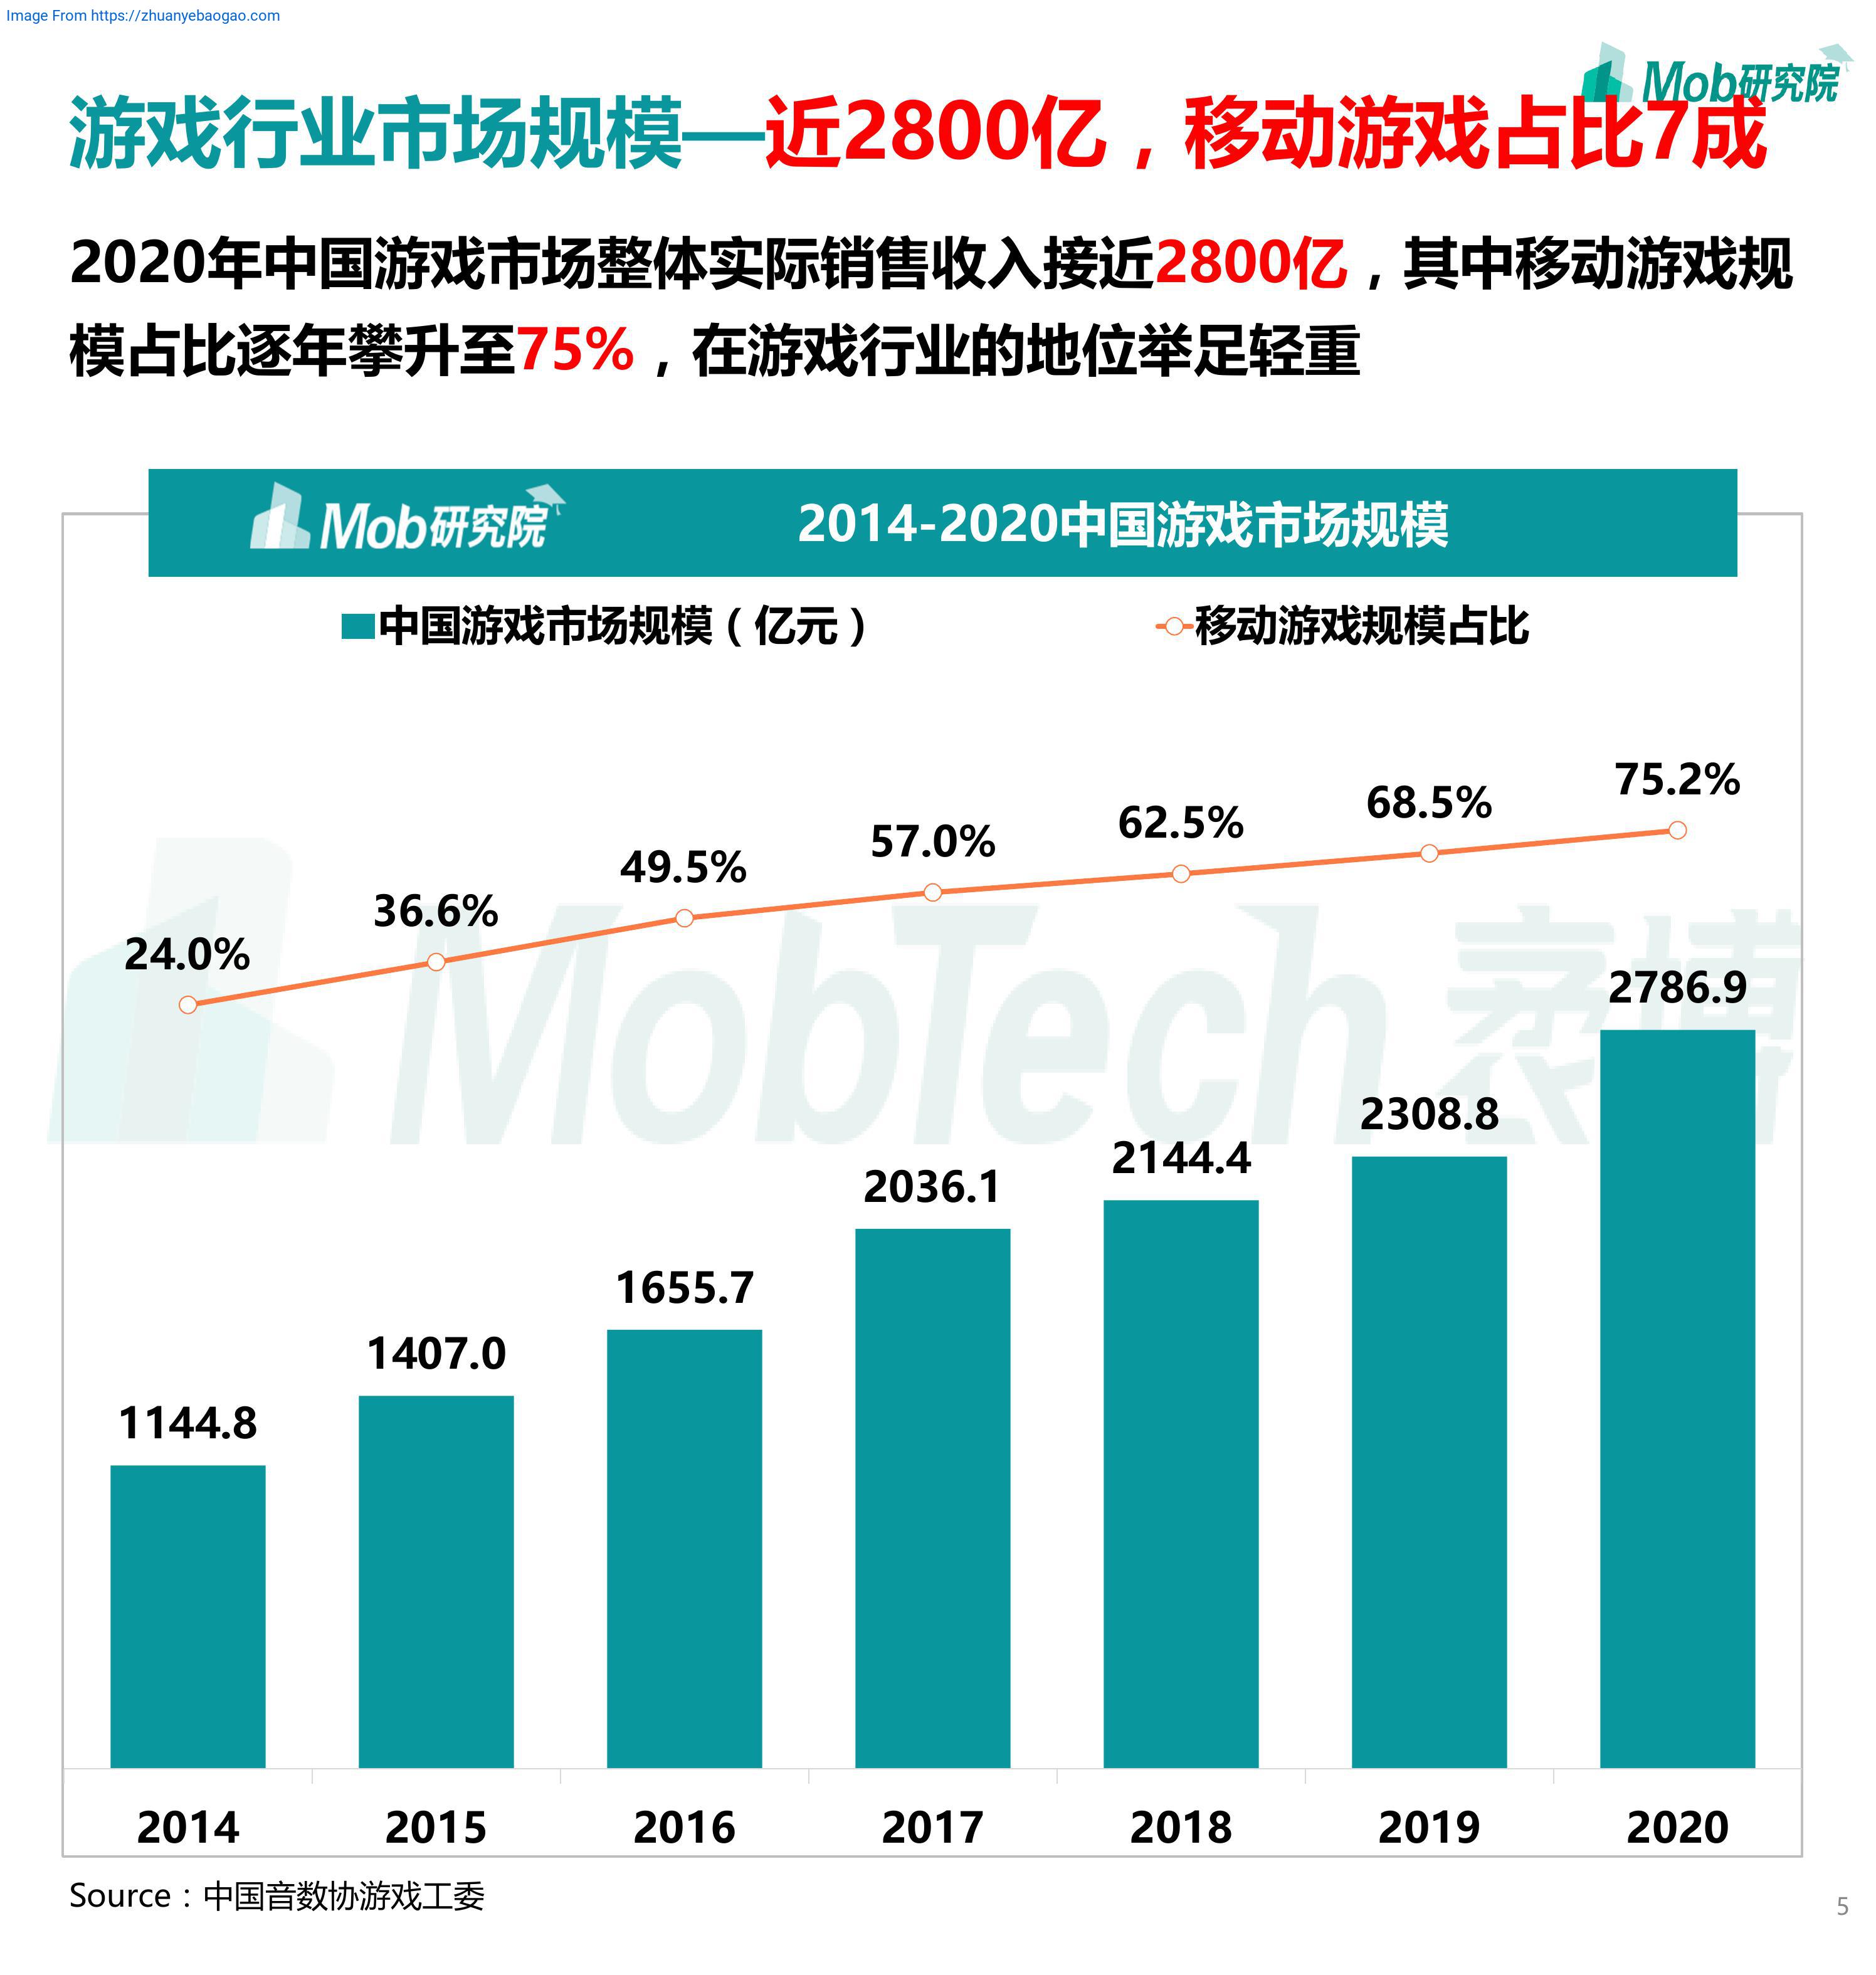 Image From https://zhuanyebaogao.com
Mob研究院
游戏行业市场规模—近2800亿，移动游戏占比7成
2020年中国游戏市场整体实际销售收入接近2800亿，其中移动游戏规
模占比逐年攀升至75%，在游戏行业的地位举足轻重
Mob研究院 2014-2020中国游戏市场规模
中国游戏市场规模（亿元） 移动游戏规模占比
24.0% 36.6% 49.5% 57.0% 62.5% 68.5% 75.2%
MobTech 袤博
1144.8 1407.0 1655.7 2036.1 2144.4 2308.8 2786.9
2014 2015 2016 2017 2018 2019 2020
Source：中国音数协游戏工委
5